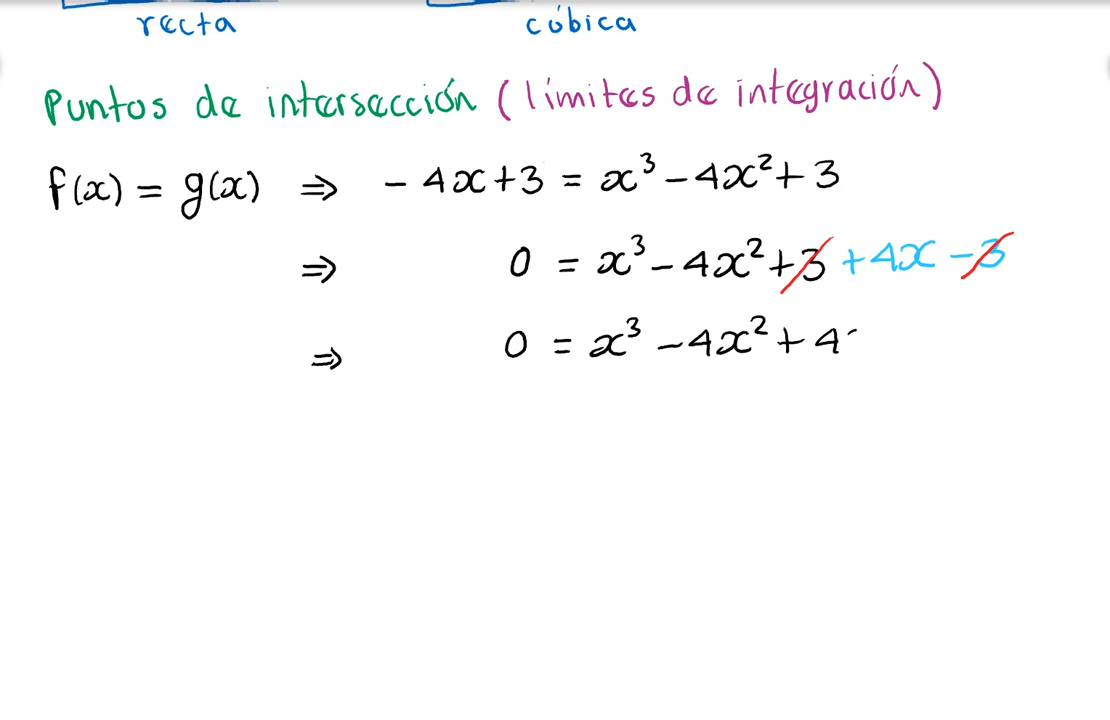 recta cúbica
Puntos de intersección (límites de integración)
f(x) = g(x) ⇒ - 4x + 3 = x³ - 4x² + 3
⇒ 0 = x³ - 4x² + 3 + 4x - 3
⇒ 0 = x³ - 4x² + 4